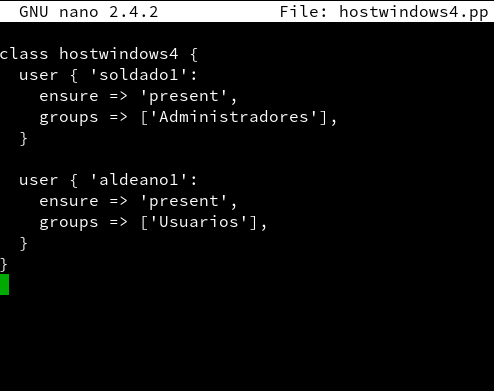 GNU nano 2.4.2 File: hostwindows4.pp
class hostwindows4 {
  user { 'soldado1':
    ensure => 'present',
    groups => ['Administradores'],
  }
  user { 'aldeano1':
    ensure => 'present',
    groups => ['Usuarios'],
  }
}